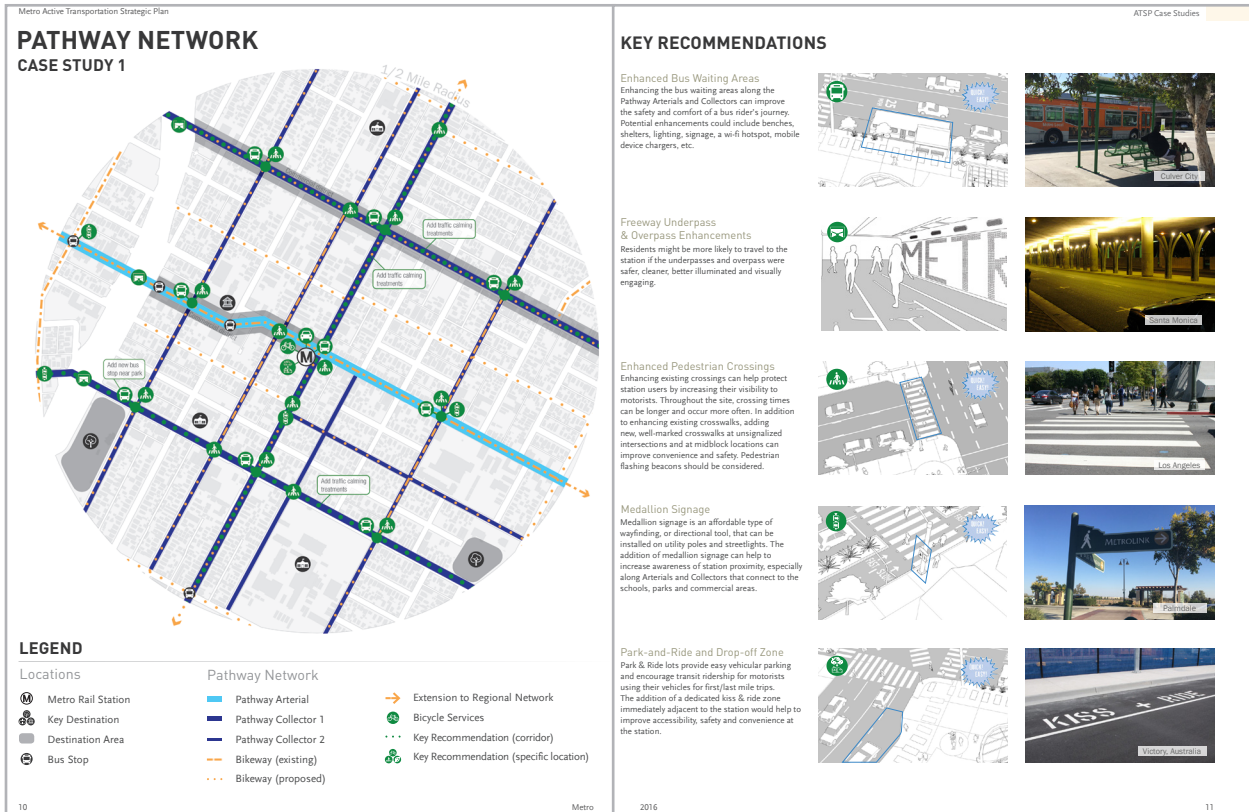 Metro Active Transportation Strategic Plan
PATHWAY NETWORK
CASE STUDY 1
1/2 Mile Radius
Add traffic calming
treatments
Add traffic calming
treatments
M
Add new bus
stop near park
Add traffic calming
treatments
LEGEND
Locations
M Metro Rail Station
Key Destination
Destination Area
Bus Stop
Pathway Network
Pathway Arterial
Pathway Collector 1
Pathway Collector 2
Bikeway (existing)
Bikeway (proposed)
Extension to Regional Network
Bicycle Services
Key Recommendation (corridor)
Key Recommendation (specific location)
10
Metro
ATSP Case Studies
KEY RECOMMENDATIONS
Enhanced Bus Waiting Areas
Enhancing the bus waiting areas along the
Pathway Arterials and Collectors can improve
the safety and comfort of a bus rider's journey.
Potential enhancements could include benches,
shelters, lighting, signage, a wi-fi hotspot, mobile
device chargers, etc.
QUICK!
EASY!
Culver City
Freeway Underpass
& Overpass Enhancements
Residents might be more likely to travel to the
station if the underpasses and overpass were
safer, cleaner, better illuminated and visually
engaging.
METR
Santa Monica
Enhanced Pedestrian Crossings
Enhancing existing crossings can help protect
station users by increasing their visibility to
motorists. Throughout the site, crossing times
can be longer and occur more often. In addition
to enhancing existing crosswalks, adding
new, well-marked crosswalks at unsignalized
intersections and at midblock locations can
improve convenience and safety. Pedestrian
flashing beacons should be considered.
QUICK!
EASY!
Los Angeles
Medallion Signage
Medallion signage is an affordable type of
wayfinding, or directional tool, that can be
installed on utility poles and streetlights. The
addition of medallion signage can help to
increase awareness of station proximity, especially
along Arterials and Collectors that connect to the
schools, parks and commercial areas.
QUICK!
EASY!
METROLINK
Palmdale
Park-and-Ride and Drop-off Zone
Park & Ride lots provide easy vehicular parking
and encourage transit ridership for motorists
using their vehicles for first/last mile trips.
The addition of a dedicated kiss & ride zone
immediately adjacent to the station would help to
improve accessibility, safety and convenience at
the station.
QUICK!
EASY!
KISS + RIDE
Victory, Australia
2016
11